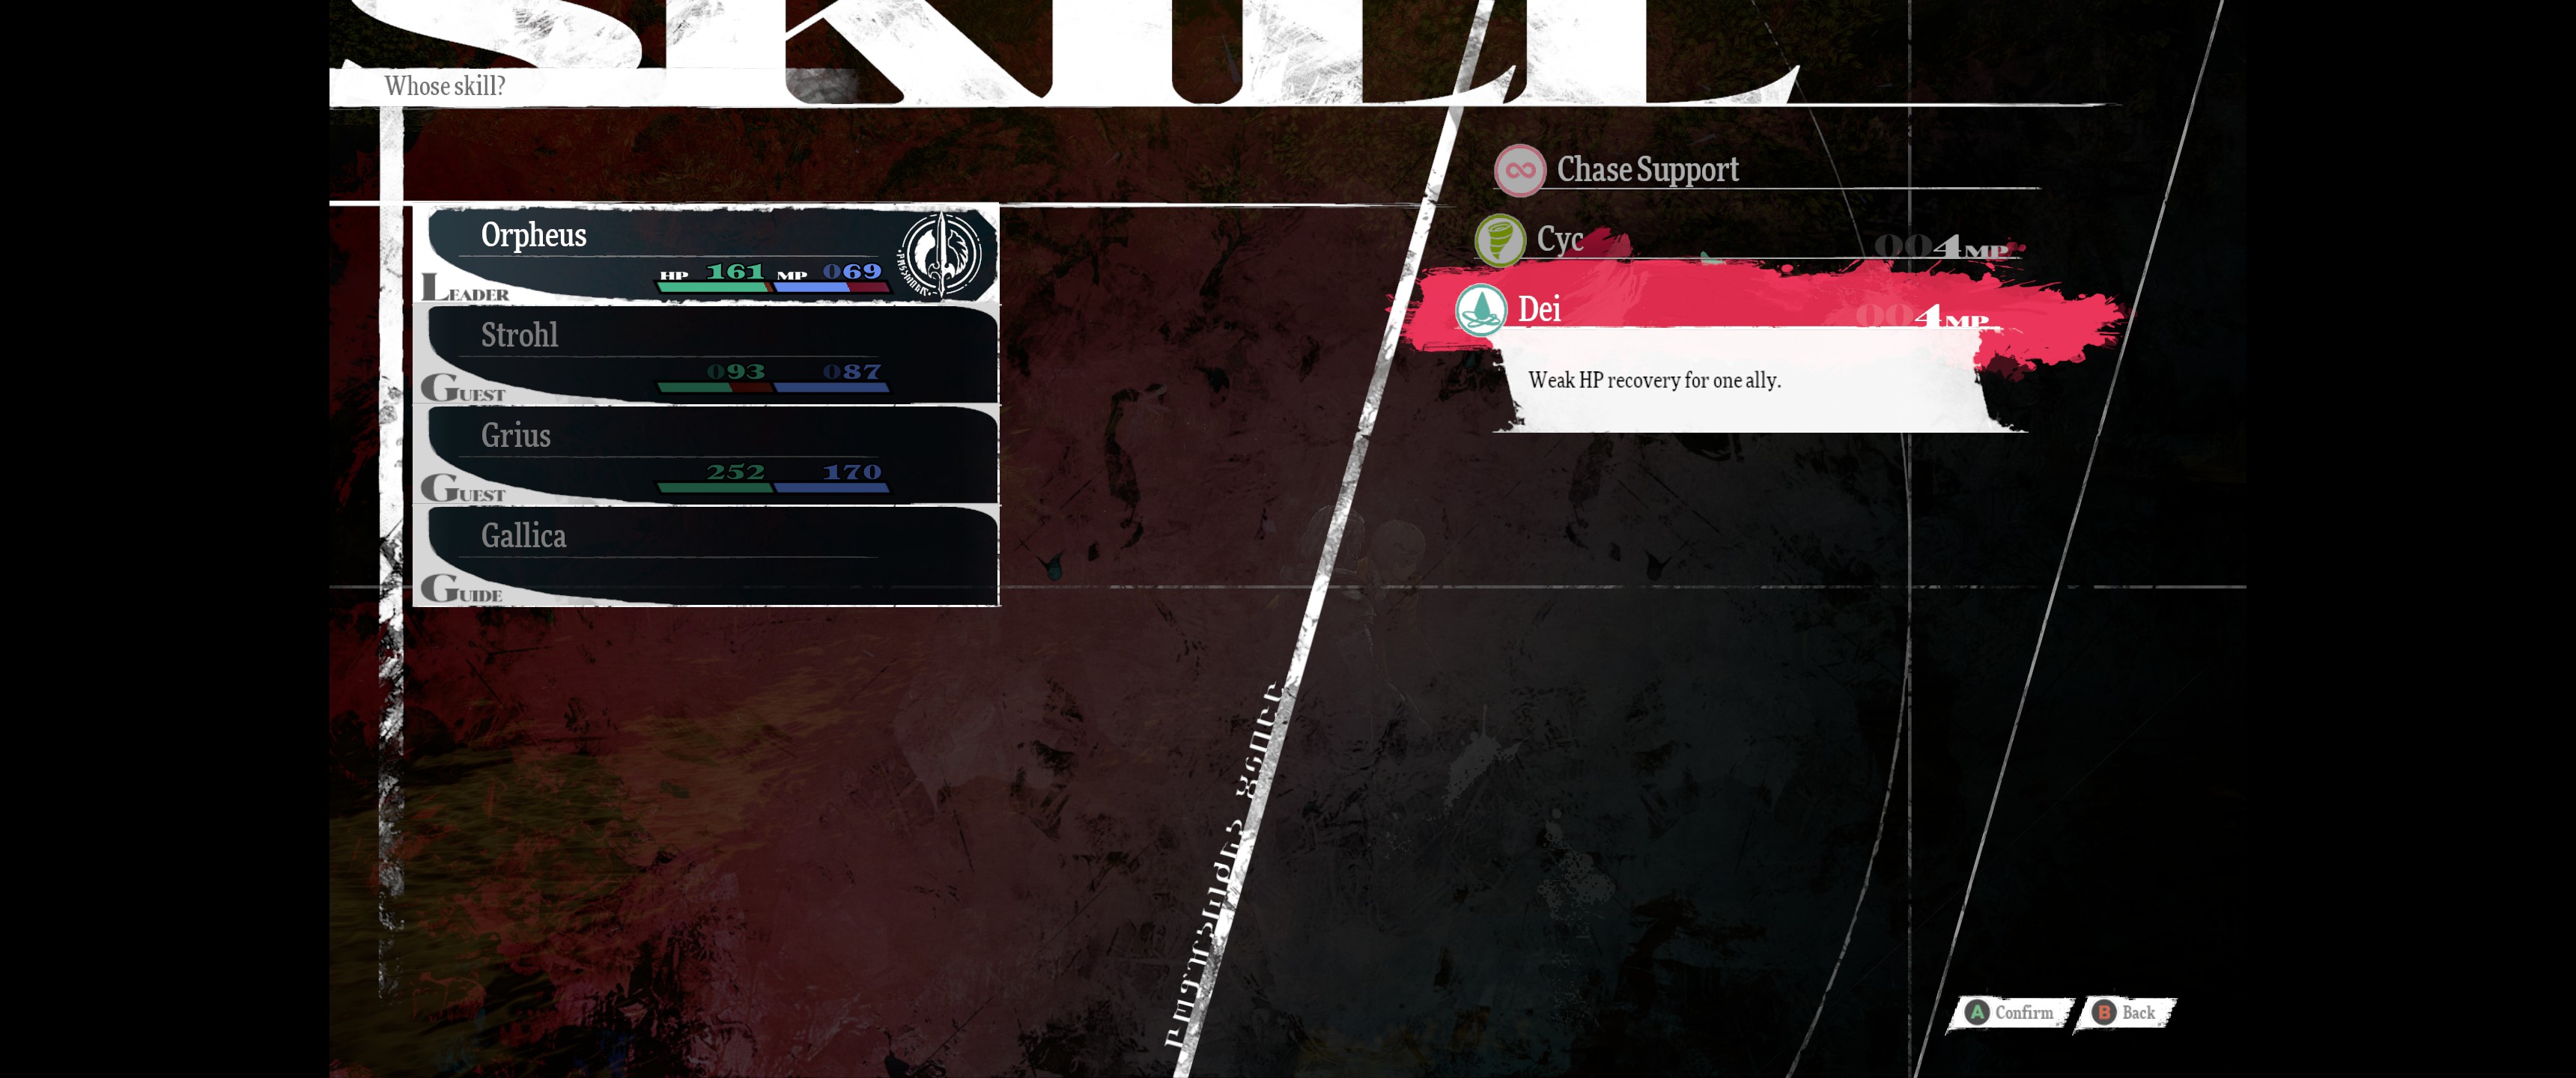 SKILL
Whose skill?
Orpheus
HP 161 MP 069
LEADER
Strohl
093 087
GUEST
Grius
252 170
GUEST
Gallica
GUIDE
Chase Support
Cyc 004MP
Dei 004MP
Weak HP recovery for one ally.
A Confirm B Back